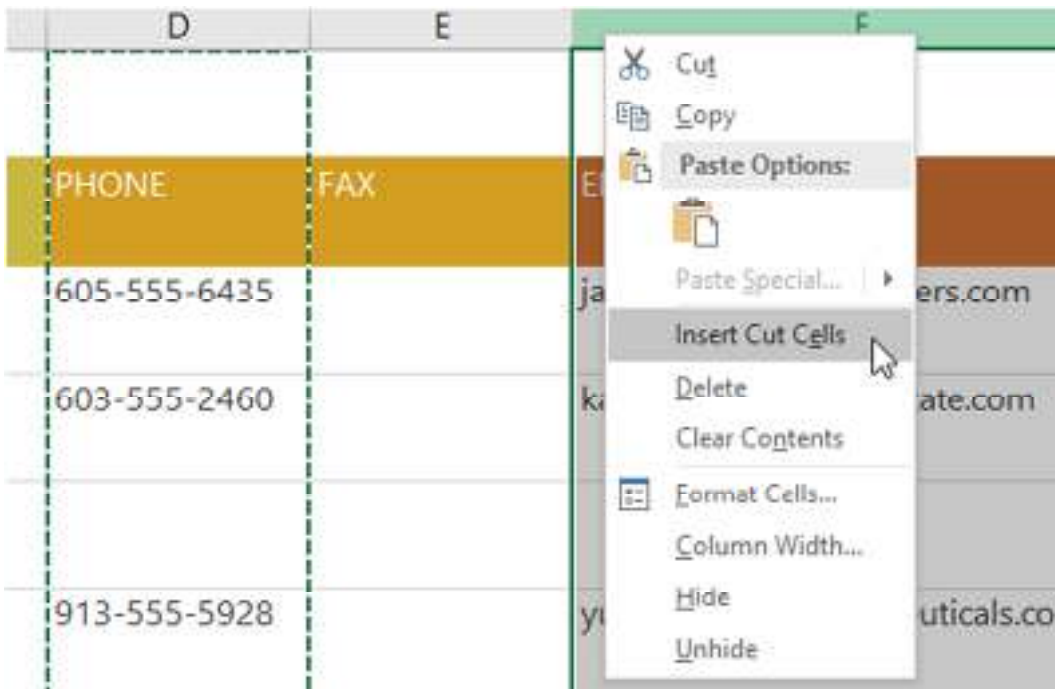 D E F
PHONE FAX
605-555-6435 ers.com
603-555-2460 ate.com
913-555-5928 uticals.co
Cut
Copy
Paste Options:
Paste Special...
Insert Cut Cells
Delete
Clear Contents
Format Cells...
Column Width...
Hide
Unhide